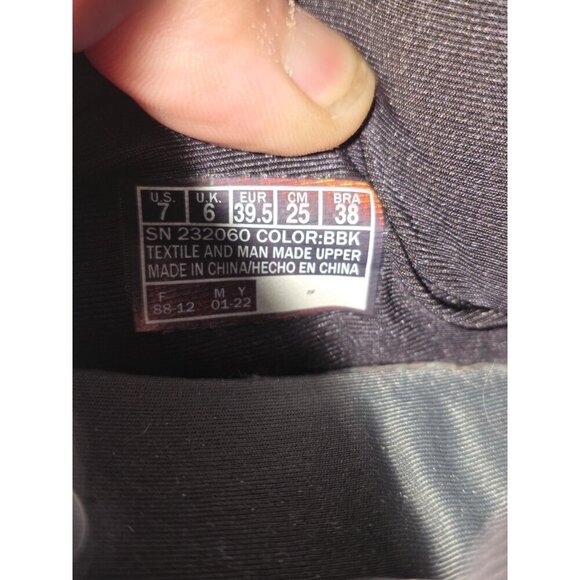 U.S. U.K. EUR CM BRA
7 6 39.5 25 38
SN 232060 COLOR:BBK
TEXTILE AND MAN MADE UPPER
MADE IN CHINA/HECHO EN CHINA
F M Y
88-12 01-22